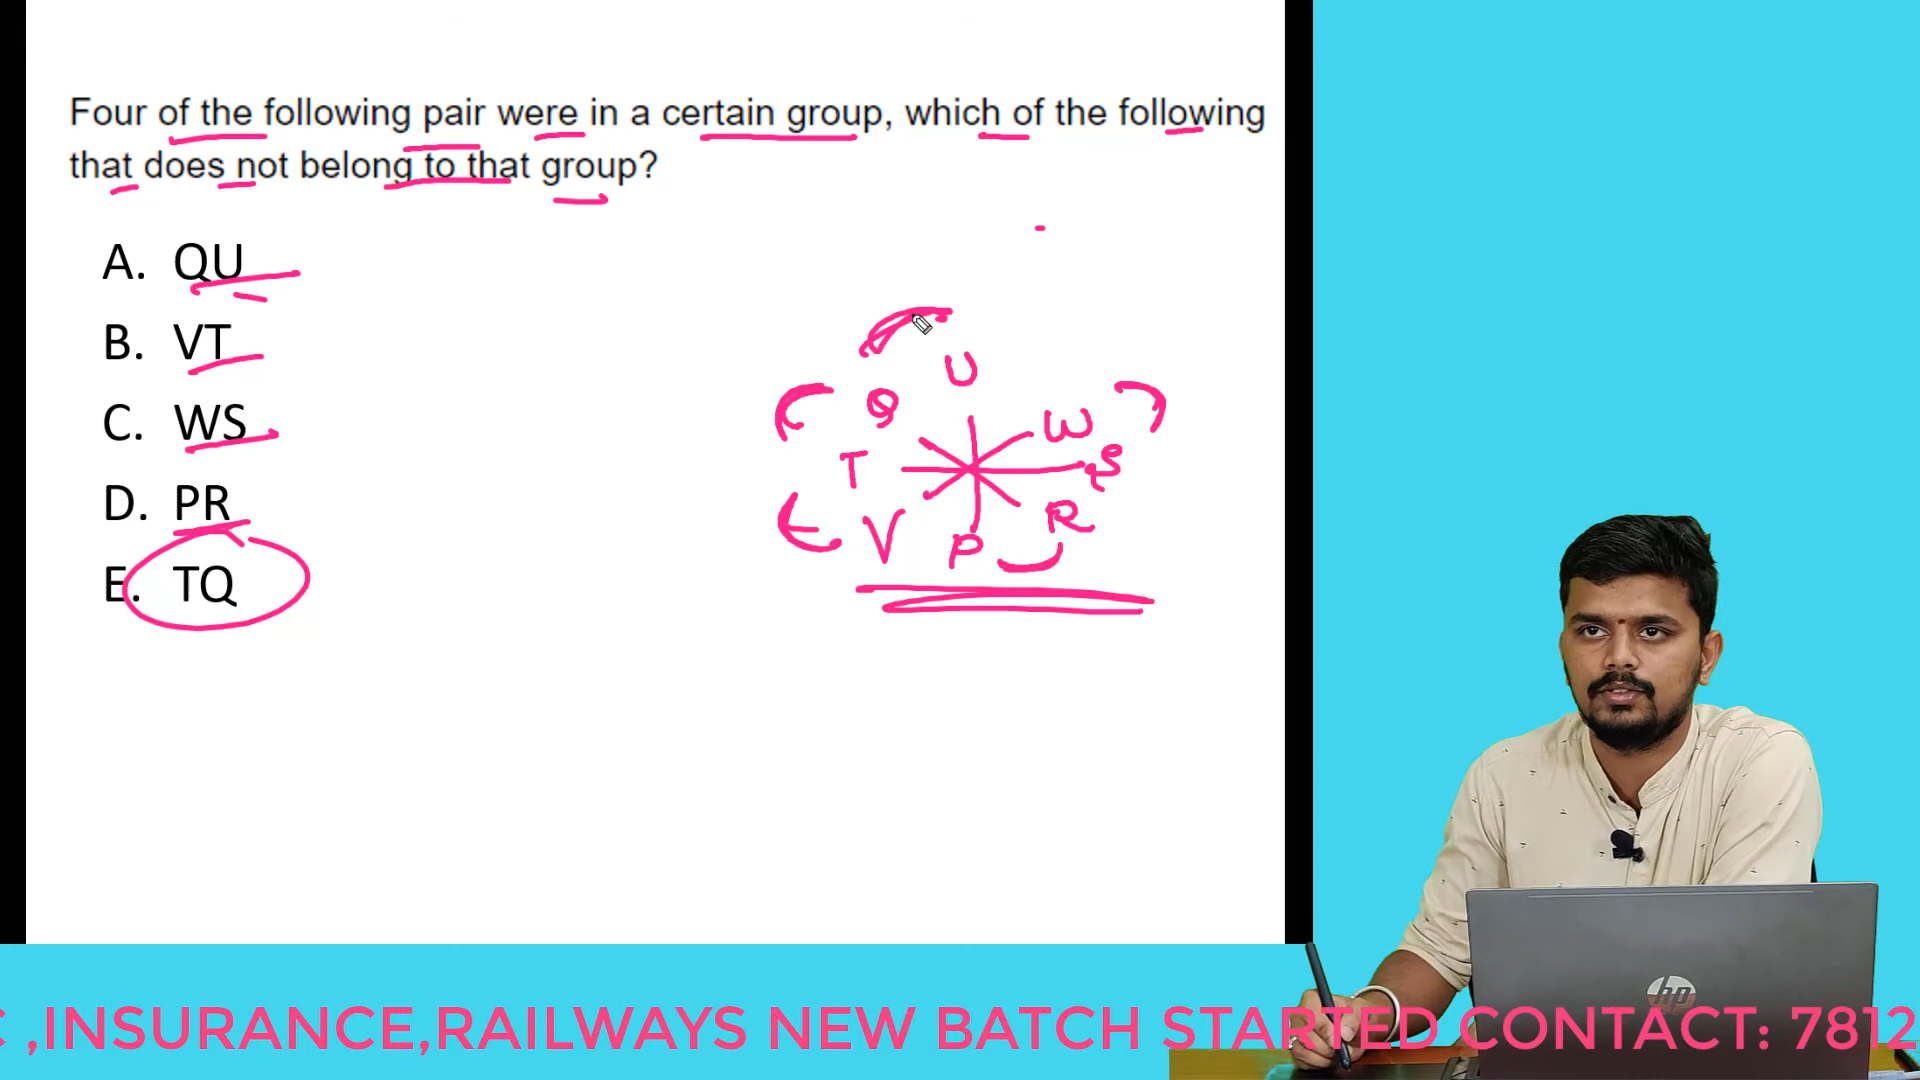 Four of the following pair were in a certain group, which of the following
that does not belong to that group?
A. QU
B. VT
C. WS
D. PR
E. TQ
U
Q
W
T
S
V
P
R
hp
,INSURANCE,RAILWAYS NEW BATCH STARTED CONTACT: 7812